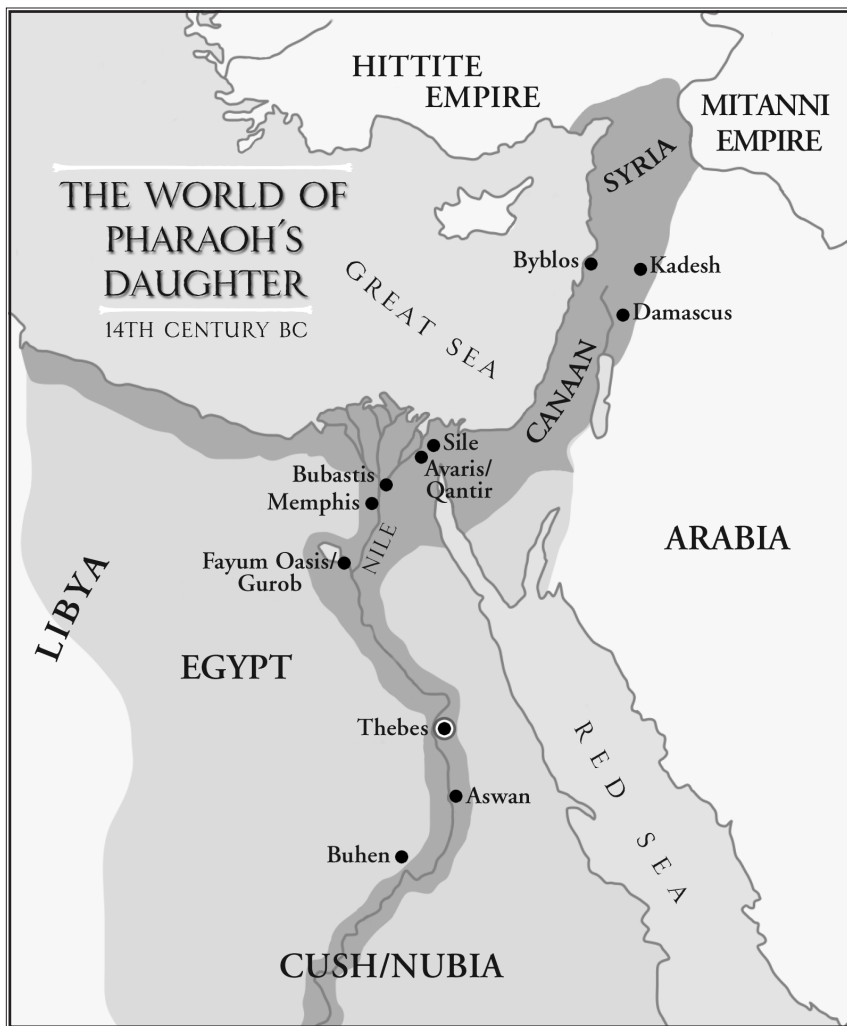 HITTITE
EMPIRE
MITANNI
EMPIRE
SYRIA
THE WORLD OF
PHARAOH'S
DAUGHTER
14TH CENTURY BC
GREAT SEA
Byblos
Kadesh
Damascus
CANAAN
Sile
Avaris/
Qantir
Bubastis
Memphis
NILE
Fayum Oasis/
Gurob
ARABIA
LIBYA
EGYPT
Thebes
RED SEA
Aswan
Buhen
CUSH/NUBIA